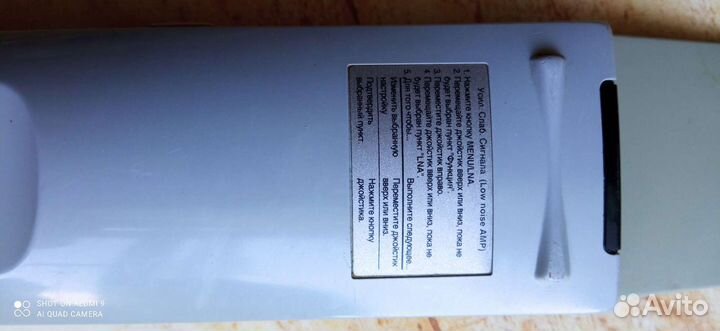 Усил. Слаб. Сигнала (Low noise AMP)
1. Нажмите кнопку MENU/LNA.
2. Перемещайте джойстик вверх или вниз, пока не
будет выбран пункт "Функция".
3. Переместите джойстик вправо.
4. Перемещайте джойстик вверх или вниз, пока не
будет выбран пункт "LNA".
5. Для того чтобы... Выполните следующее.
Изменить выбранную Переместите джойстик
настройку вверх или вниз.
Подтвердить Нажмите кнопку
выбранный пункт. джойстика.
SHOT ON REDMI 9
AI QUAD CAMERA
Avito